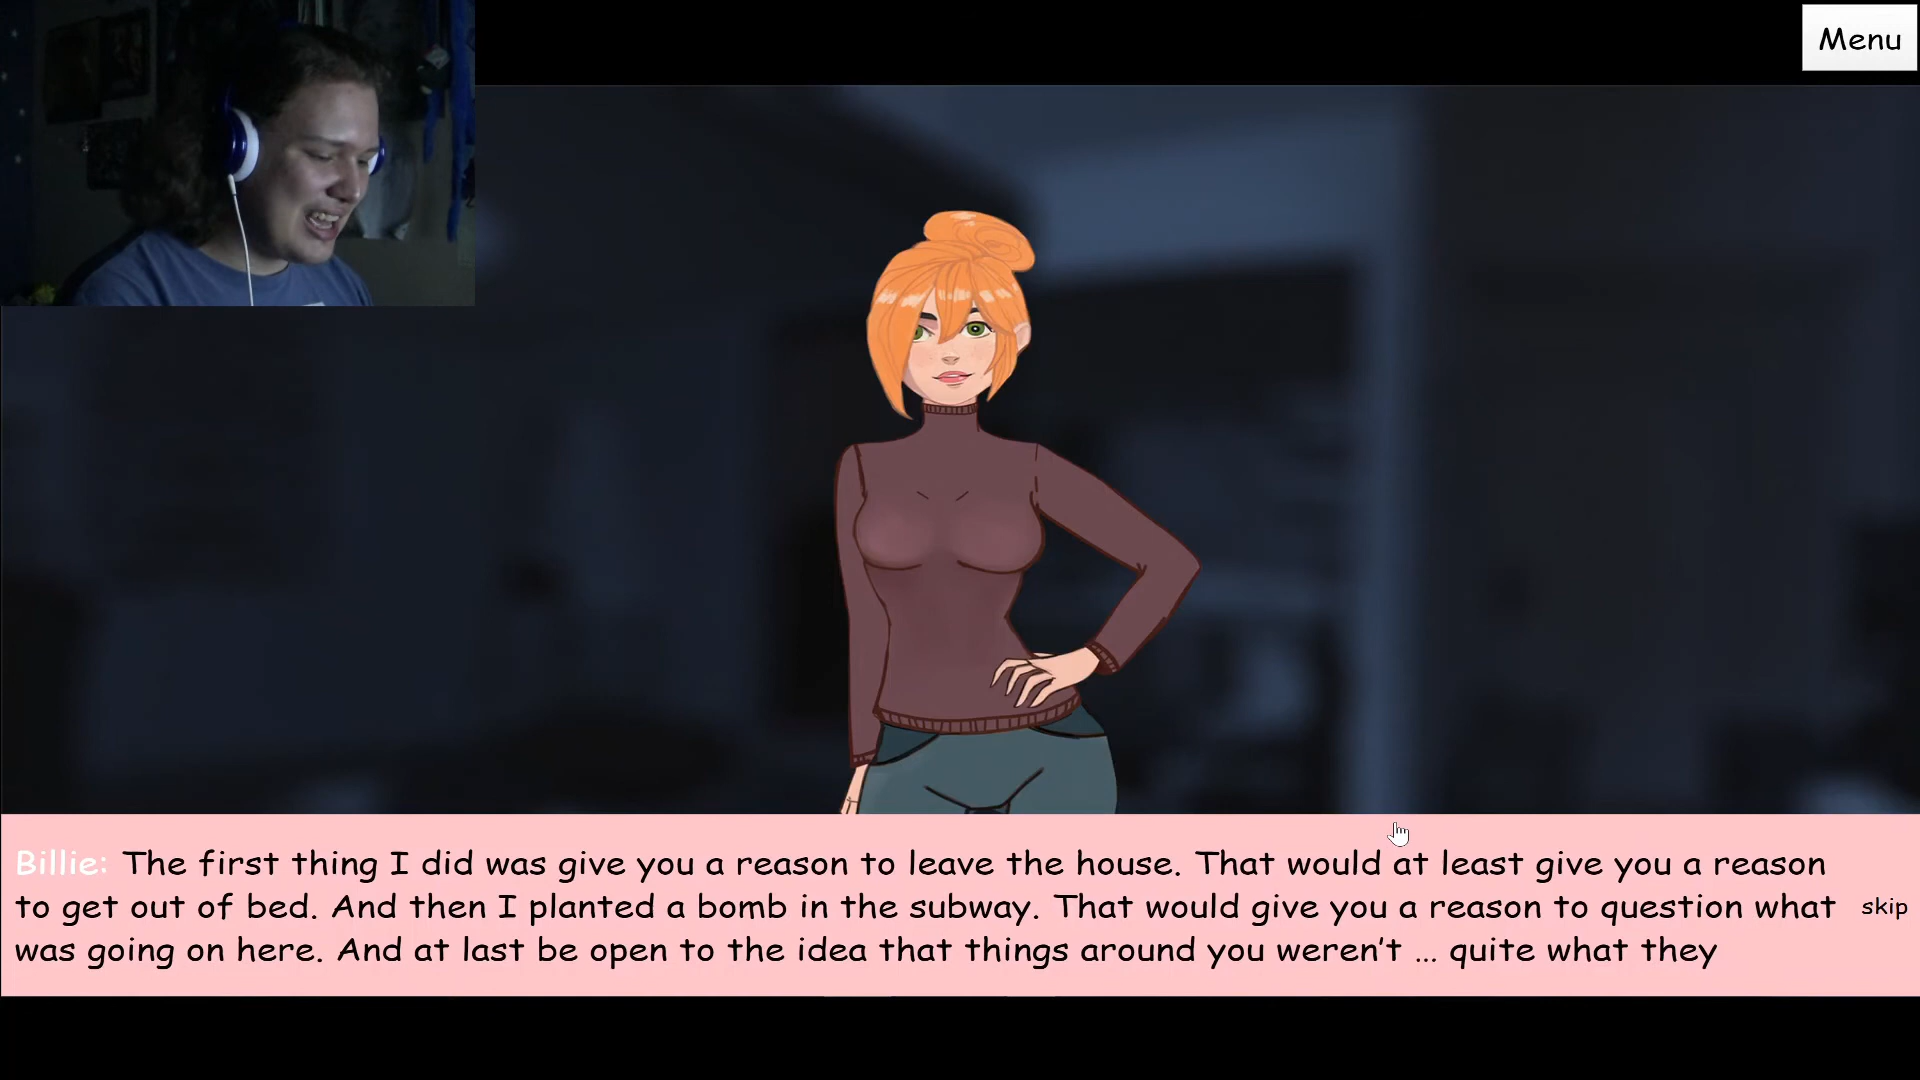 Menu
Billie: The first thing I did was give you a reason to leave the house. That would at least give you a reason
to get out of bed. And then I planted a bomb in the subway. That would give you a reason to question what
skip
was going on here. And at last be open to the idea that things around you weren't ... quite what they